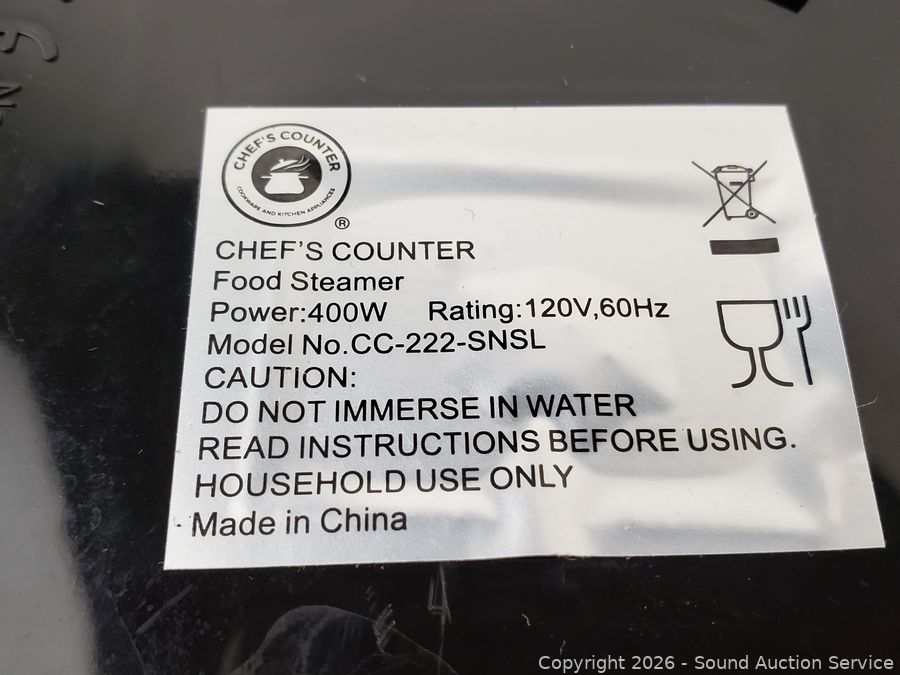 CHEF'S COUNTER
COOKWARE AND KITCHEN APPLIANCES
®
CHEF'S COUNTER
Food Steamer
Power:400W Rating:120V,60Hz
Model No.CC-222-SNSL
CAUTION:
DO NOT IMMERSE IN WATER
READ INSTRUCTIONS BEFORE USING.
HOUSEHOLD USE ONLY
Made in China
Copyright 2026 - Sound Auction Service